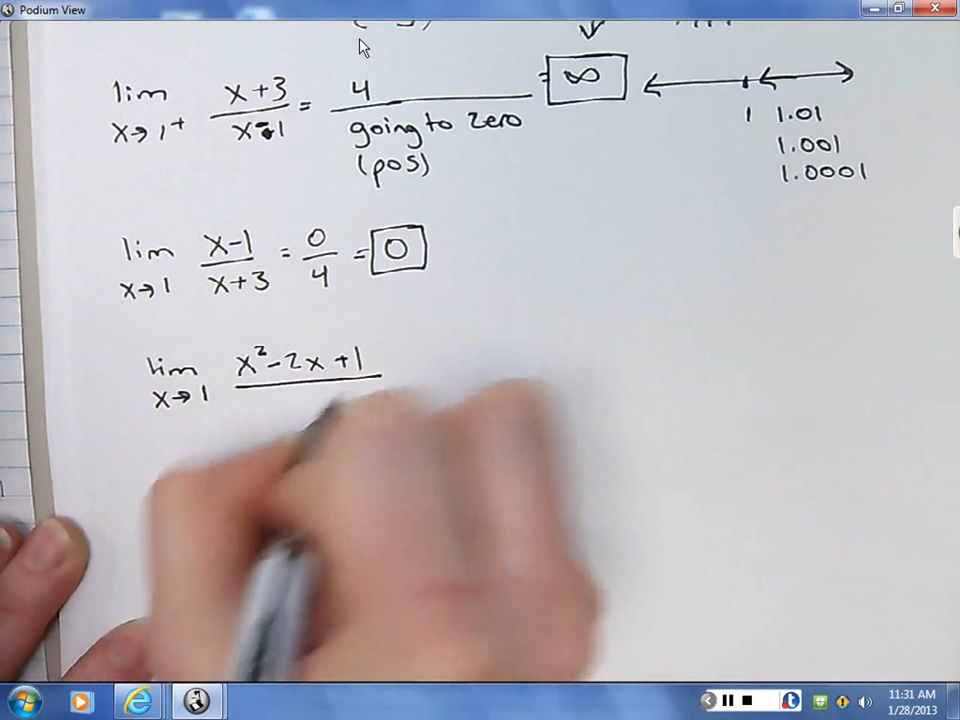 Podium View
lim x→1⁺ x+3 / x-1 = 4 / going to zero (pos) = ∞
1 1.01
1.001
1.0001
lim x→1 x-1 / x+3 = 0/4 = 0
lim x→1 x²-2x+1
11:31 AM
1/28/2013